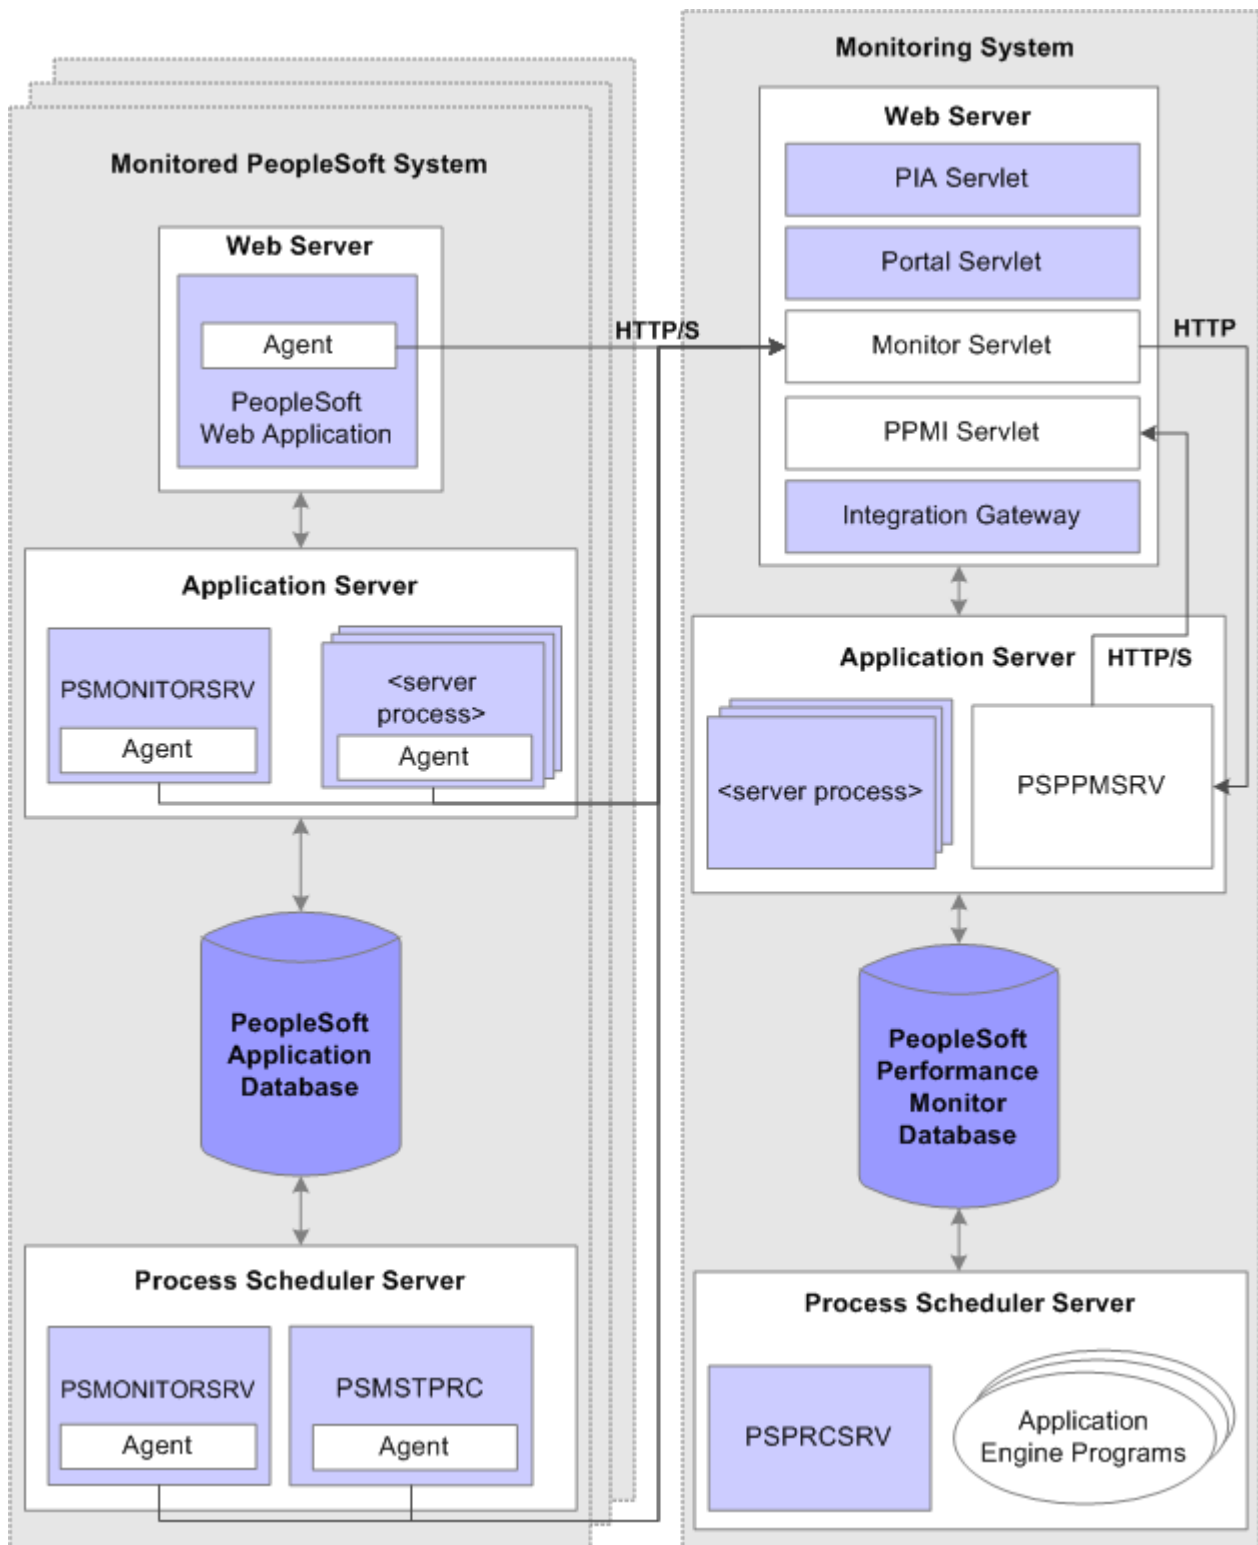 Monitored PeopleSoft System
Web Server
Agent
PeopleSoft
Web Application
Application Server
PSMONITORSRV
Agent
<server
process>
Agent
PeopleSoft
Application
Database
Process Scheduler Server
PSMONITORSRV
Agent
PSMSTPRC
Agent
HTTP/S
Monitoring System
Web Server
PIA Servlet
Portal Servlet
Monitor Servlet
HTTP
PPMI Servlet
Integration Gateway
Application Server
HTTP/S
<server process>
PSPPMSRV
PeopleSoft
Performance
Monitor
Database
Process Scheduler Server
PSPRCSRV
Application
Engine Programs